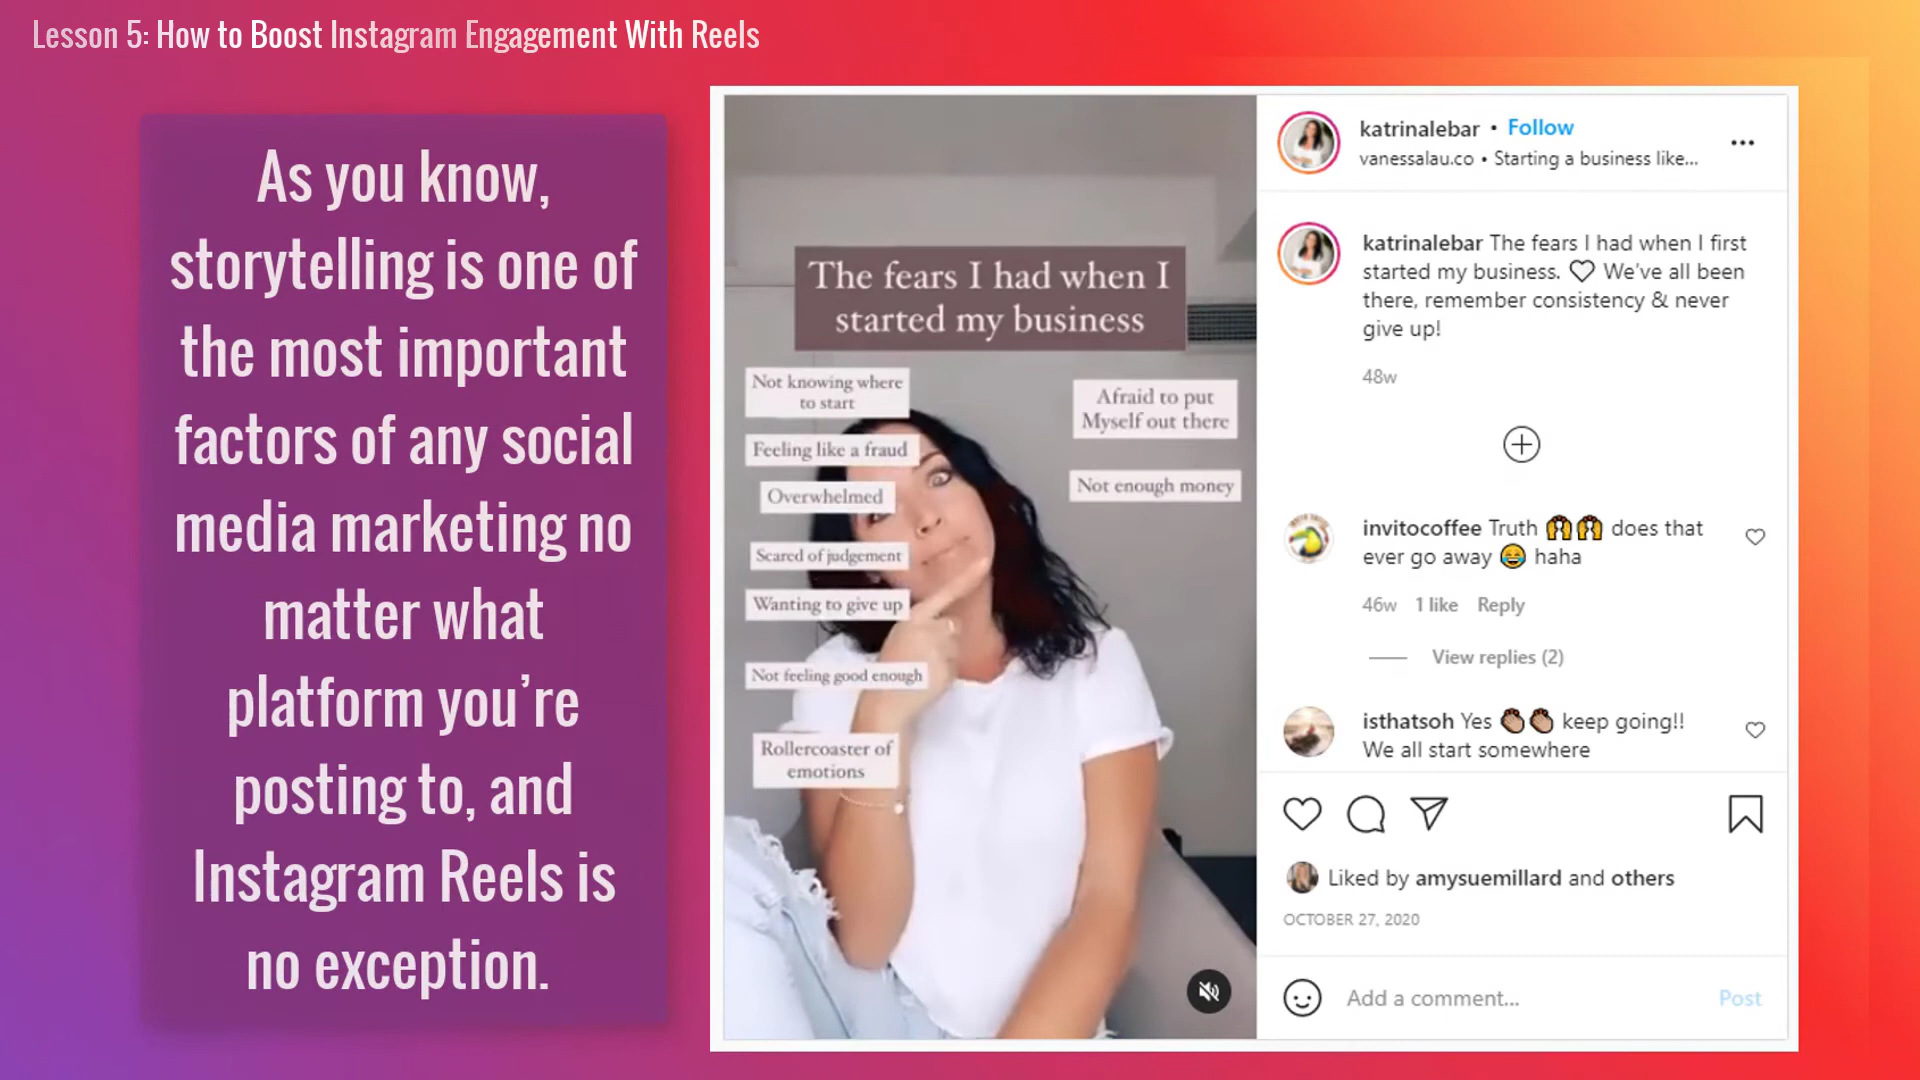 Lesson 5: How to Boost Instagram Engagement With Reels
As you know,
storytelling is one of
the most important
factors of any social
media marketing no
matter what
platform you’re
posting to, and
Instagram Reels is
no exception.
The fears I had when I
started my business
Not knowing where
to start
Feeling like a fraud
Overwhelmed
Scared of judgement
Wanting to give up
Not feeling good enough
Rollercoaster of
emotions
Afraid to put
Myself out there
Not enough money
katrinalebar • Follow
vanessalau.co • Starting a business like...
katrinalebar The fears I had when I first
started my business. ♡ We've all been
there, remember consistency & never
give up!
48w
invitocoffee Truth 🙌🙌 does that
ever go away 😂 haha
46w 1 like Reply
View replies (2)
isthatsoh Yes 👏🏼👏🏼 keep going!!
We all start somewhere
Liked by amysuemillard and others
OCTOBER 27, 2020
Add a comment... Post